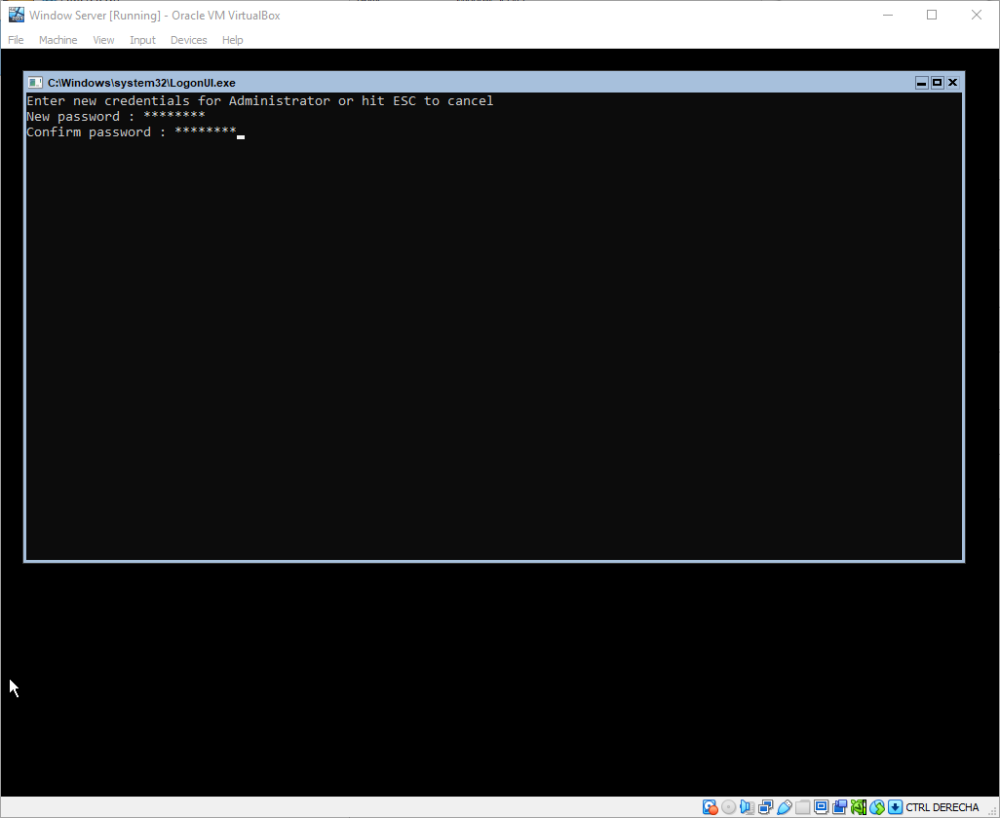 Window Server [Running] - Oracle VM VirtualBox
File Machine View Input Devices Help
C:\Windows\system32\LogonUI.exe
Enter new credentials for Administrator or hit ESC to cancel
New password : ********
Confirm password : ********
CTRL DERECHA